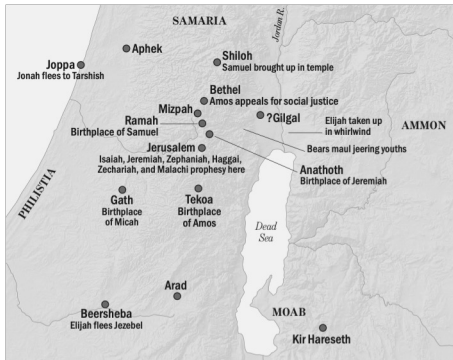 SAMARIA
Jordan R.
Aphek
Joppa
Jonah flees to Tarshish
Shiloh
Samuel brought up in temple
Bethel
Amos appeals for social justice
Mizpah
?Gilgal
Ramah
Birthplace of Samuel
Elijah taken up
in whirlwind
AMMON
Bears maul jeering youths
Jerusalem
Isaiah, Jeremiah, Zephaniah, Haggai,
Zechariah, and Malachi prophesy here
Anathoth
Birthplace of Jeremiah
PHILISTIA
Gath
Birthplace
of Micah
Tekoa
Birthplace
of Amos
Dead
Sea
Arad
Beersheba
Elijah flees Jezebel
MOAB
Kir Hareseth